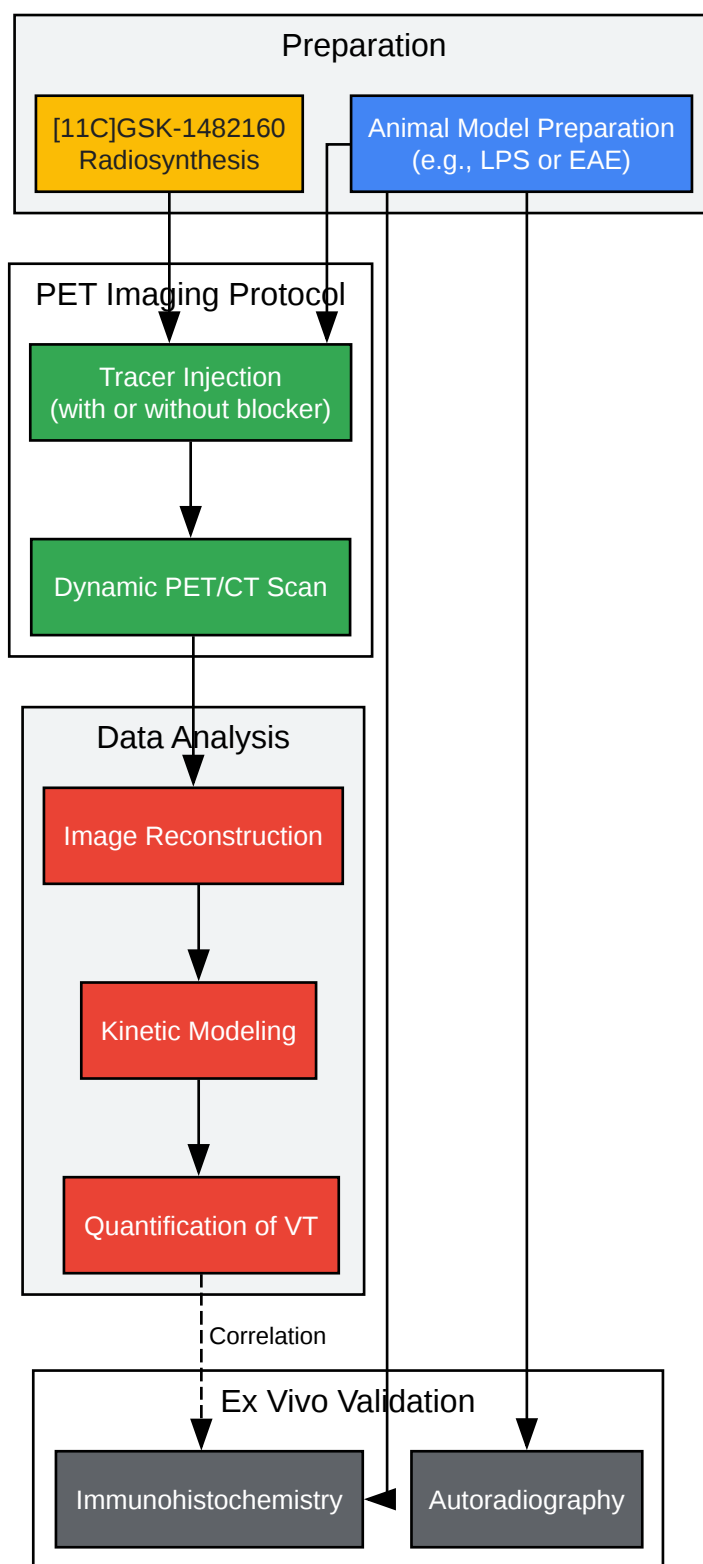 Preparation
[11C]GSK-1482160
Radiosynthesis
Animal Model Preparation
(e.g., LPS or EAE)
PET Imaging Protocol
Tracer Injection
(with or without blocker)
Dynamic PET/CT Scan
Data Analysis
Image Reconstruction
Kinetic Modeling
Quantification of VT
Correlation
Ex Vivo Validation
Immunohistochemistry
Autoradiography